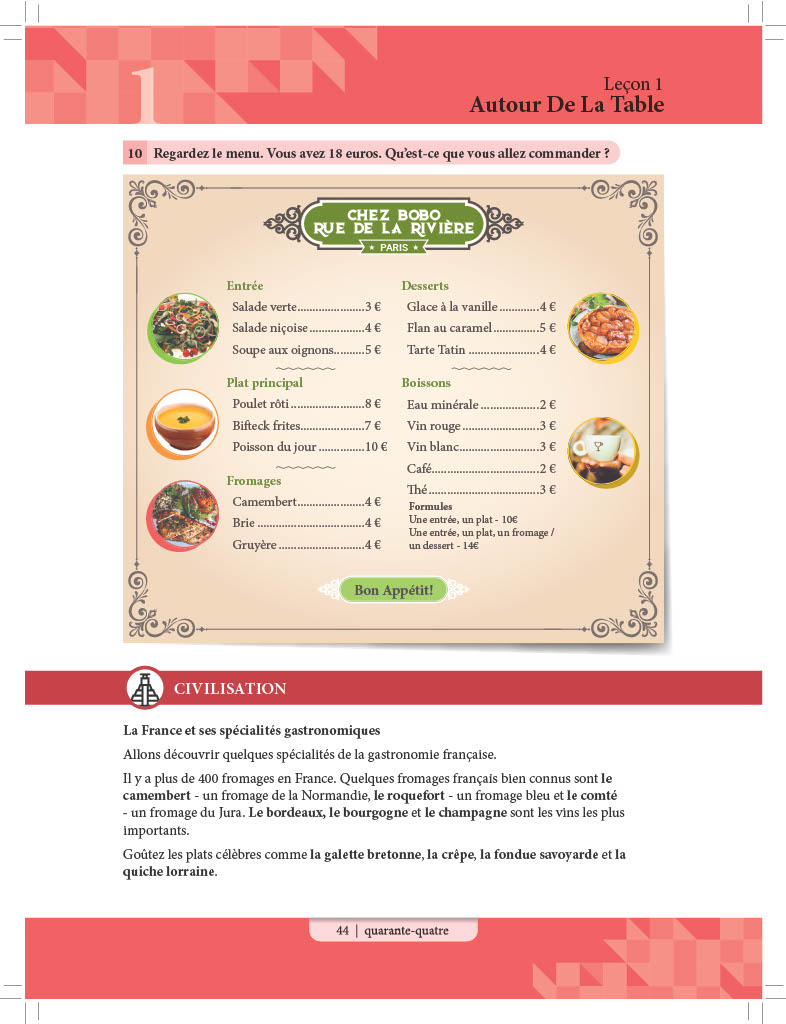 1
Leçon 1
Autour De La Table
10 Regardez le menu. Vous avez 18 euros. Qu'est-ce que vous allez commander ?
CHEZ BOBO
RUE DE LA RIVIÈRE
★ PARIS ★
Entrée
Salade verte.....................3 €
Salade niçoise.................4 €
Soupe aux oignons..........5 €
Plat principal
Poulet rôti.......................8 €
Bifteck frites....................7 €
Poisson du jour..............10 €
Fromages
Camembert.....................4 €
Brie.................................4 €
Gruyère...........................4 €
Desserts
Glace à la vanille............4 €
Flan au caramel..............5 €
Tarte Tatin......................4 €
Boissons
Eau minérale..................2 €
Vin rouge........................3 €
Vin blanc.........................3 €
Café.................................2 €
Thé..................................3 €
Formules
Une entrée, un plat - 10€
Une entrée, un plat, un fromage /
un dessert - 14€
Bon Appétit!
CIVILISATION
La France et ses spécialités gastronomiques
Allons découvrir quelques spécialités de la gastronomie française.
Il y a plus de 400 fromages en France. Quelques fromages français bien connus sont le
camembert - un fromage de la Normandie, le roquefort - un fromage bleu et le comté
- un fromage du Jura. Le bordeaux, le bourgogne et le champagne sont les vins les plus
importants.
Goûtez les plats célèbres comme la galette bretonne, la crêpe, la fondue savoyarde et la
quiche lorraine.
44 | quarante-quatre